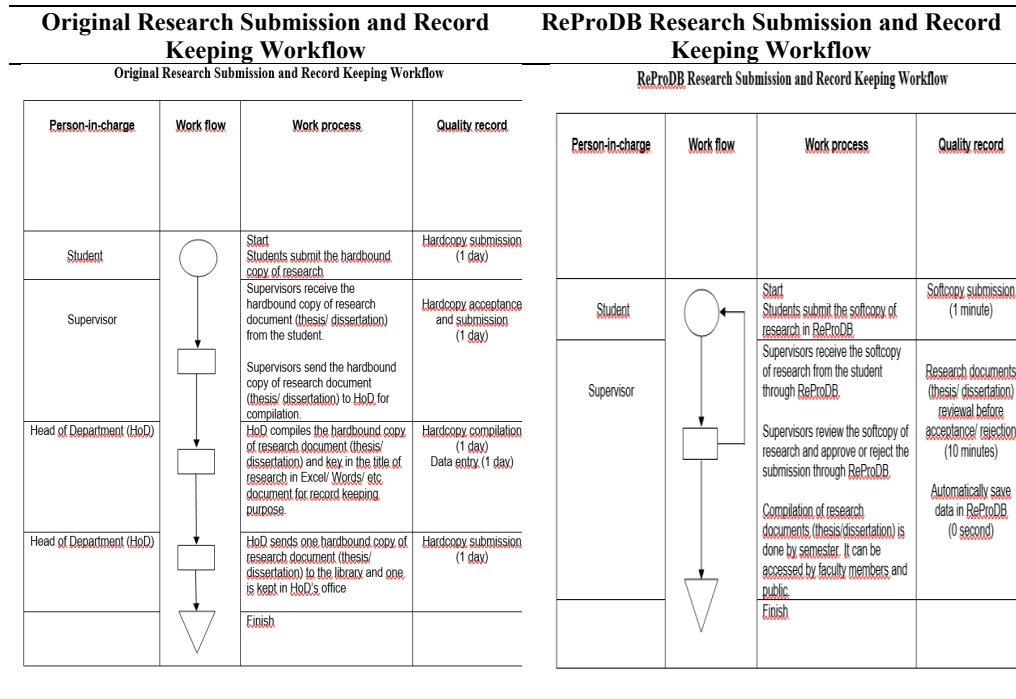 Original Research Submission and Record
Keeping Workflow
Original Research Submission and Record Keeping Workflow
Person-in-charge
Work flow
Work process
Quality record
Student
Start
Students submit the hardbound
copy of research
Hardcopy submission
(1 day)
Supervisor
Supervisors receive the
hardbound copy of research
document (thesis/ dissertation)
from the student.
Supervisors send the hardbound
copy of research document
(thesis/ dissertation) to HoD for
compilation.
Hardcopy acceptance
and submission
(1 day)
Head of Department (HoD)
HoD compiles the hardbound copy
of research document (thesis/
dissertation) and key in the title of
research in Excel/ Words/ etc
document for record keeping
purpose.
Hardcopy compilation
(1 day)
Data entry (1 day)
Head of Department (HoD)
HoD sends one hardbound copy of
research document (thesis/
dissertation) to the library and one
is kept in HoD's office
Hardcopy submission
(1 day)
Finish
ReProDB Research Submission and Record
Keeping Workflow
ReProDB Research Submission and Record Keeping Workflow
Person-in-charge
Work flow
Work process
Quality record
Student
Start
Students submit the softcopy of
research in ReProDB.
Softcopy submission
(1 minute)
Supervisor
Supervisors receive the softcopy
of research from the student
through ReProDB.
Supervisors review the softcopy of
research and approve or reject the
submission through ReProDB.
Compilation of research
documents (thesis/dissertation) is
done by semester. It can be
accessed by faculty members and
public.
Research documents
(thesis/ dissertation)
reviewal before
acceptance/ rejection
(10 minutes)
Automatically save
data in ReProDB
(0 second)
Finish